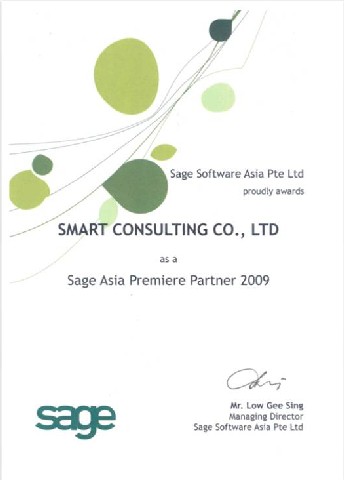 Sage Software Asia Pte Ltd
proudly awards
SMART CONSULTING CO., LTD
as a
Sage Asia Premiere Partner 2009
Mr. Low Gee Sing
Managing Director
Sage Software Asia Pte Ltd
sage